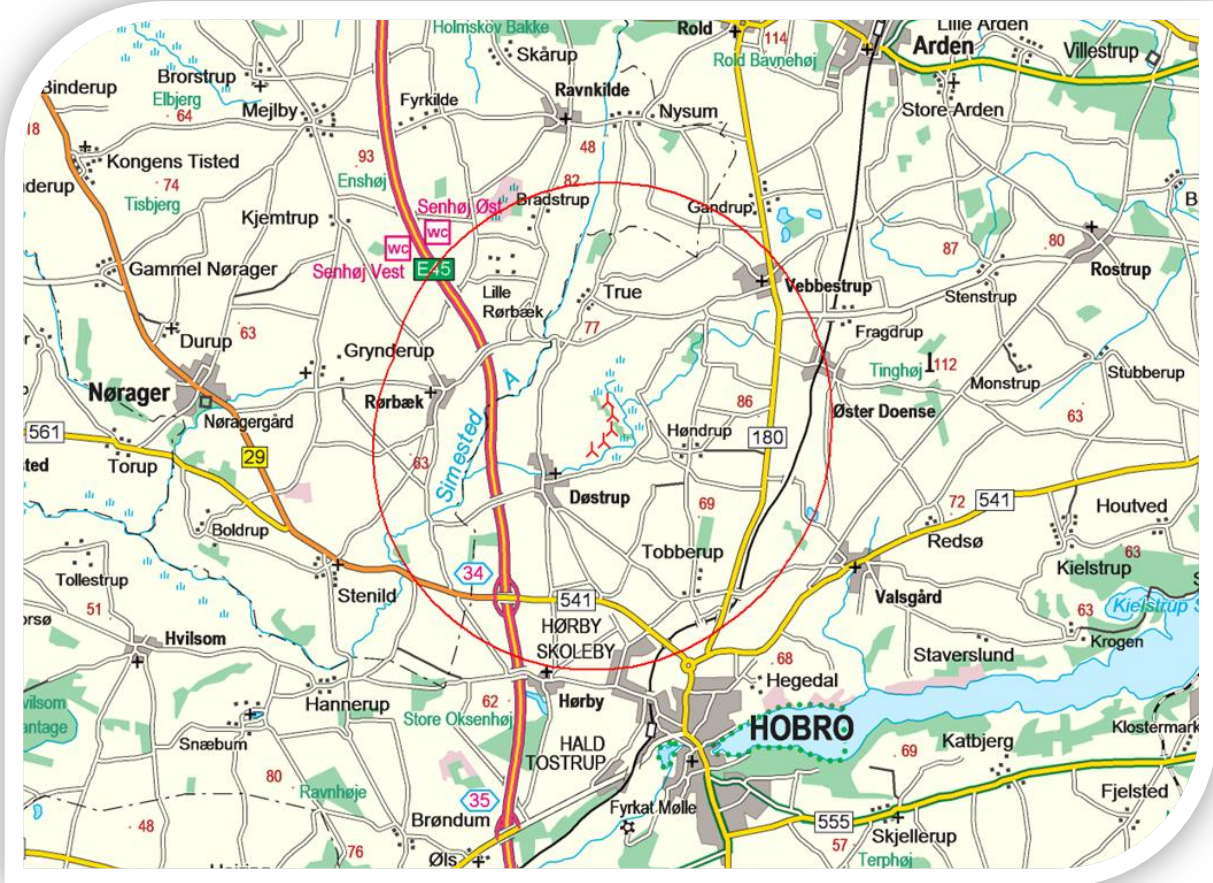 Holmskov Bakke
Rold
114
Lille Arden
Arden
Villestrup
Skårup
Rold Bavnehøj
Brorstrup
Binderup
Elbjerg
64
Mejlby
Fyrkilde
Ravnkilde
Nysum
Store Arden
18
Kongens Tisted
93
Enshøj
48
74
Tisbjerg
82
Bradstrup
Senhøj Øst
Kjemtrup
Gandrup
wc
wc
87
80
Rostrup
Gammel Nørager
Senhøj Vest
E45
Lille
Rørbæk
True
Vebbestrup
Stenstrup
63
Durup
77
Fragdrup
Grynderup
Tinghøj
112
Monstrup
Stubberup
Nørager
Rørbæk
Simested Å
86
Øster Doense
63
Nøragergård
561
29
180
Høndrup
Torup
63
Døstrup
69
72
541
Houtved
Boldrup
Redsø
Tobberup
63
Kielstrup
Tollestrup
34
51
Stenild
541
Valsgård
63
Kielstrup S
HØRBY
SKOLEBY
Krogen
Hvilsom
68
Staverslund
Hegedal
Hannerup
62
Store Oksenhøj
Hørby
HOBRO
Klostermark
Snæbum
HALD
TOSTRUP
69
Katbjerg
80
Ravnhøje
35
Fyrkat Mølle
Fjelsted
48
Brøndum
555
Skjellerup
76
Øls
57
Terphøj